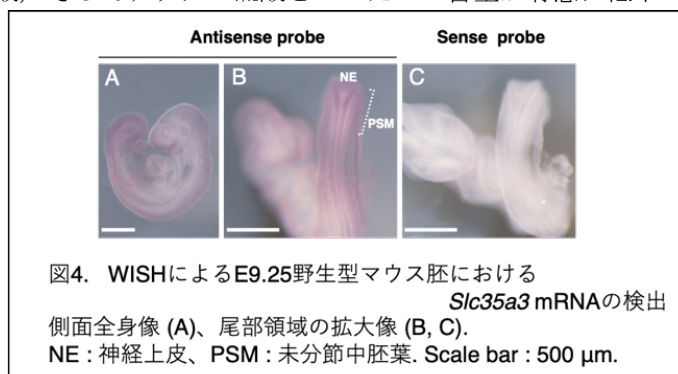 Antisense probe Sense probe
A B NE PSM C
図4. WISHによるE9.25野生型マウス胚における
Slc35a3 mRNAの検出
側面全身像 (A)、尾部領域の拡大像 (B, C).
NE : 神経上皮、PSM : 未分節中胚葉. Scale bar : 500 μm.